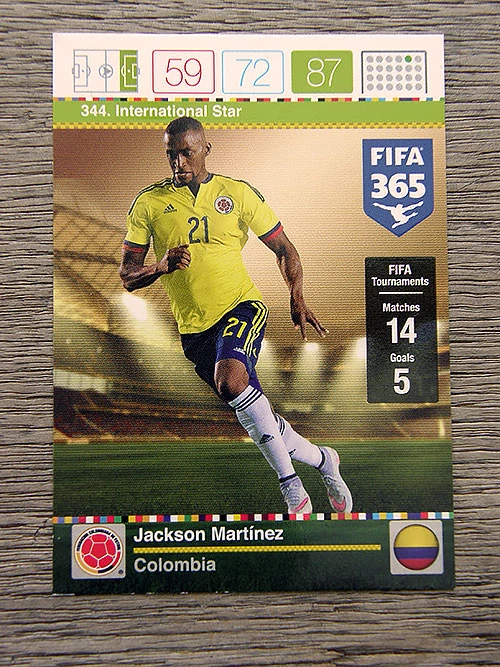 59 72 87
344. International Star
FIFA
365
FIFA
Tournaments
Matches
14
Goals
5
21
21
Jackson Martínez
Colombia